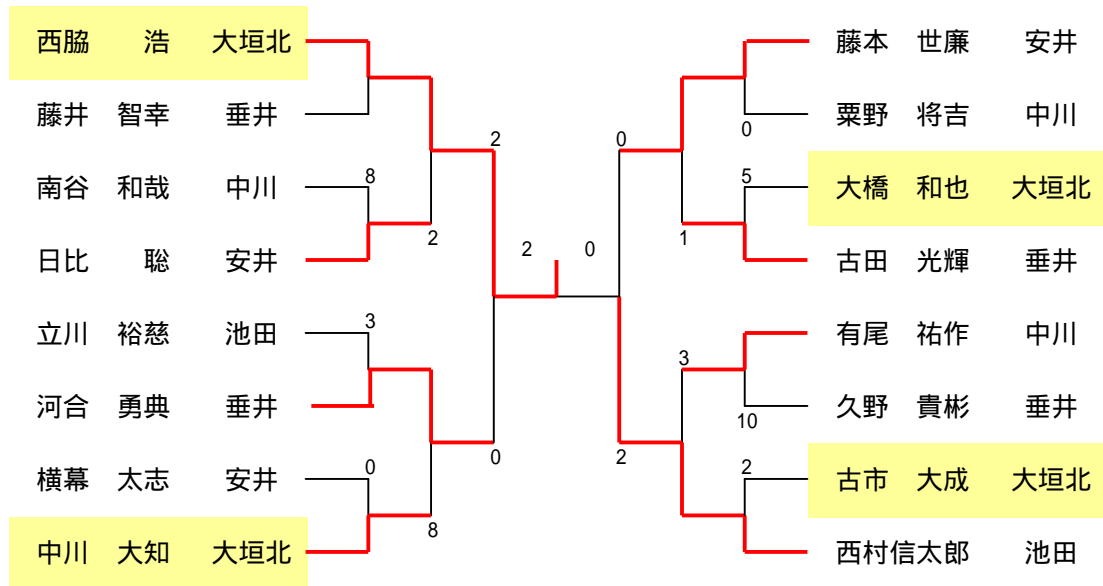 西脇 浩 大垣北
藤井 智幸 垂井
南谷 和哉 中川
日比 聡 安井
立川 裕慈 池田
河合 勇典 垂井
横幕 太志 安井
中川 大知 大垣北
8
3
0
2
8
2
0
2 0
0
2
1
3
0
5
10
2
藤本 世廉 安井
粟野 将吉 中川
大橋 和也 大垣北
古田 光輝 垂井
有尾 祐作 中川
久野 貴彬 垂井
古市 大成 大垣北
西村信太郎 池田